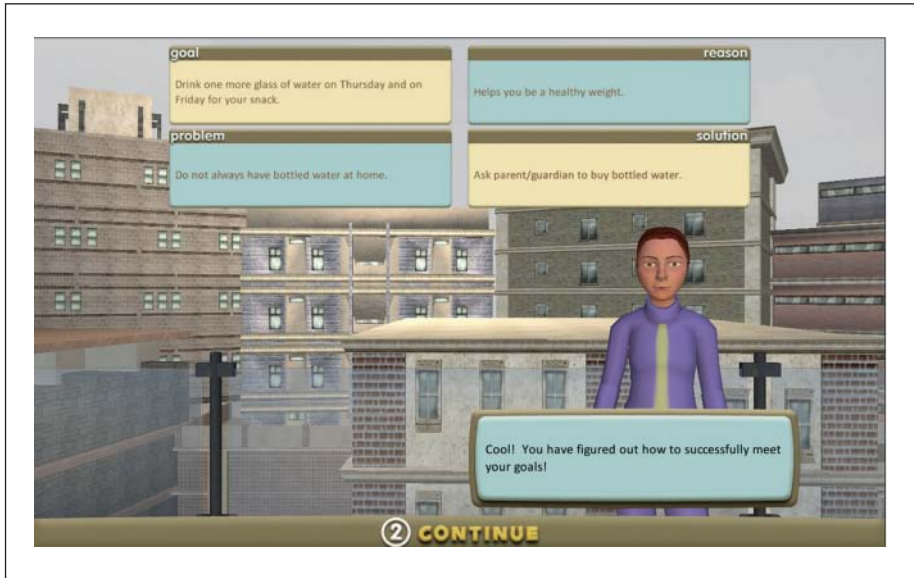 goal
Drink one more glass of water on Thursday and on
Friday for your snack.
reason
Helps you be a healthy weight.
problem
Do not always have bottled water at home.
solution
Ask parent/guardian to buy bottled water.
Cool! You have figured out how to successfully meet
your goals!
2 CONTINUE